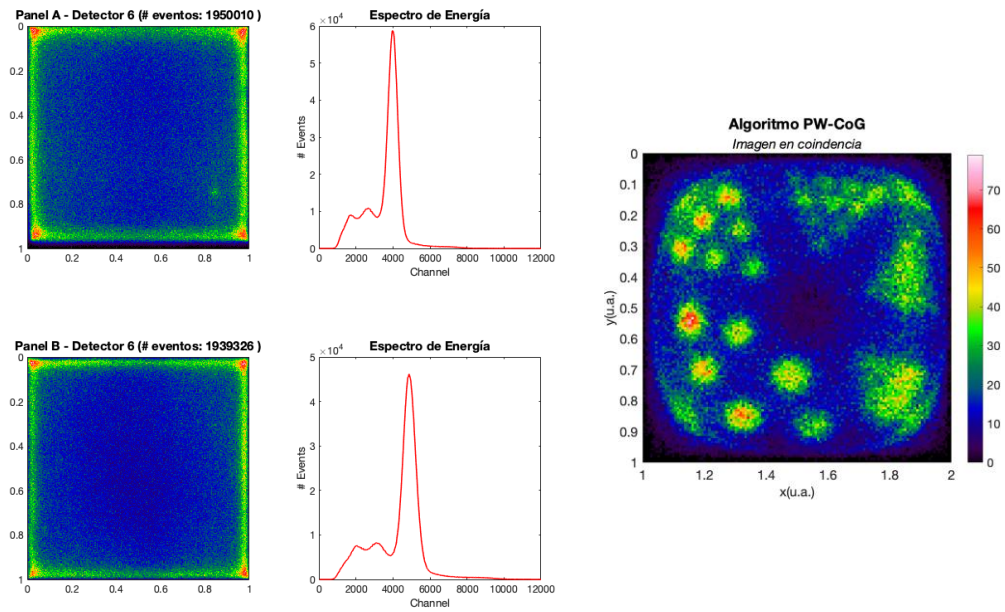 Panel A - Detector 6 (# eventos: 1950010 )
0
0.2
0.4
0.6
0.8
1
0 0.2 0.4 0.6 0.8 1
Espectro de Energía
×10⁴
6
5
4
3
2
1
0
# Events
0 2000 4000 6000 8000 10000 12000
Channel
Panel B - Detector 6 (# eventos: 1939326 )
0
0.2
0.4
0.6
0.8
1
0 0.2 0.4 0.6 0.8 1
Espectro de Energía
×10⁴
5
4
3
2
1
0
# Events
0 2000 4000 6000 8000 10000 12000
Channel
Algoritmo PW-CoG
Imagen en coindencia
0
0.1
0.2
0.3
0.4
0.5
0.6
0.7
0.8
0.9
1
y(u.a.)
1 1.2 1.4 1.6 1.8 2
x(u.a.)
70
60
50
40
30
20
10
0